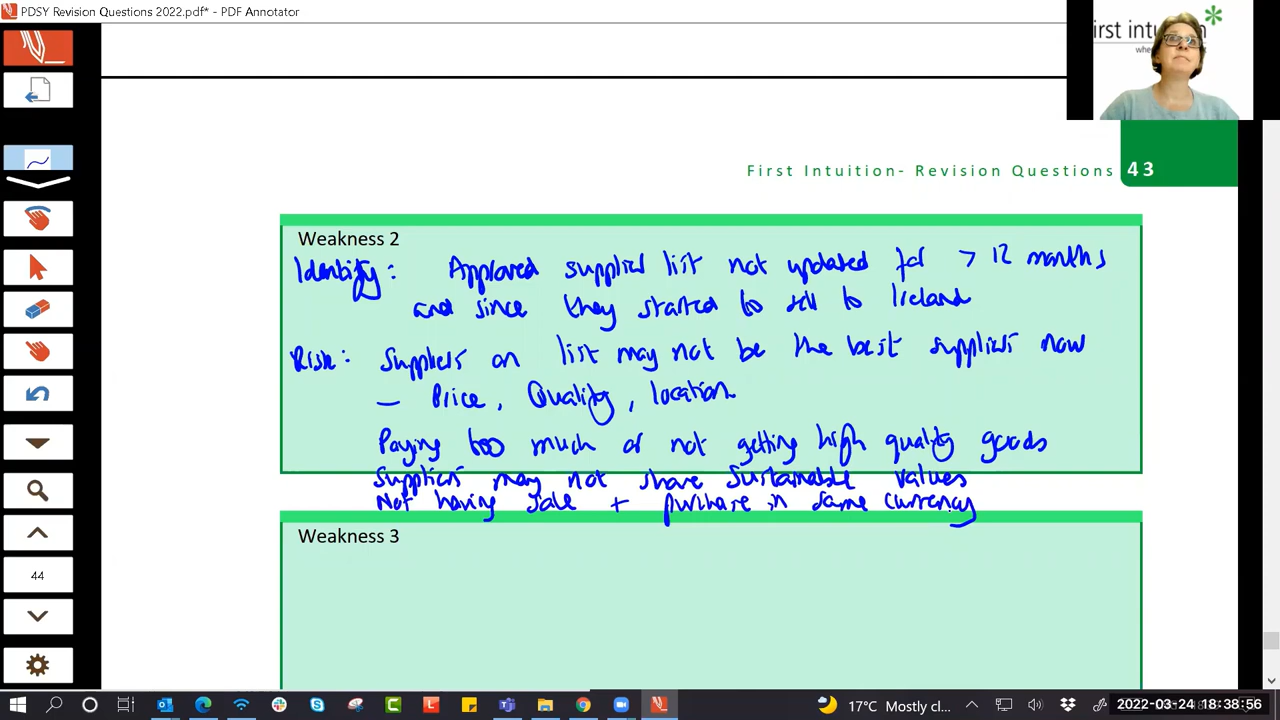 PDSY Revision Questions 2022.pdf* - PDF Annotator
First Intuition- Revision Questions 43
Weakness 2
Identify: Approved supplier list not updated for > 12 months
and since they started to sell to Ireland
Risk: Suppliers on list may not be the best suppliers now
– Price, Quality, location
Paying too much or not getting high quality goods
Suppliers may not share Sustainable values
Not having sale + purchase in same currency
Weakness 3
44
17°C Mostly cl...
2022-03-24 18:38:56